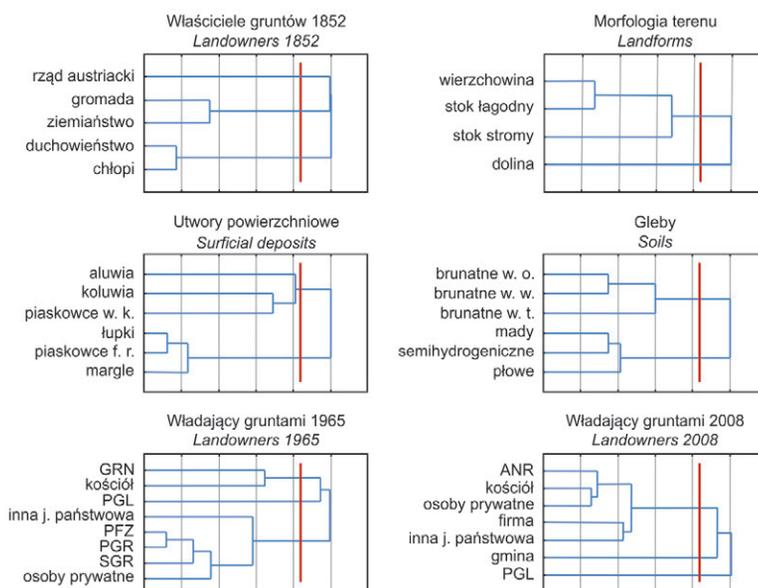 Właściciele gruntów 1852
Landowners 1852
rząd austriacki
gromada
ziemiaństwo
duchowieństwo
chłopi
Morfologia terenu
Landforms
wierzchowina
stok łagodny
stok stromy
dolina
Utwory powierzchniowe
Surficial deposits
aluwia
koluwia
piaskowce w. k.
łupki
piaskowce f. r.
margle
Gleby
Soils
brunatne w. o.
brunatne w. w.
brunatne w. t.
mady
semihydrogeniczne
płowe
Władający gruntami 1965
Landowners 1965
GRN
kościół
PGL
inna j. państwowa
PFZ
PGR
SGR
osoby prywatne
Władający gruntami 2008
Landowners 2008
ANR
kościół
osoby prywatne
firma
inna j. państwowa
gmina
PGL